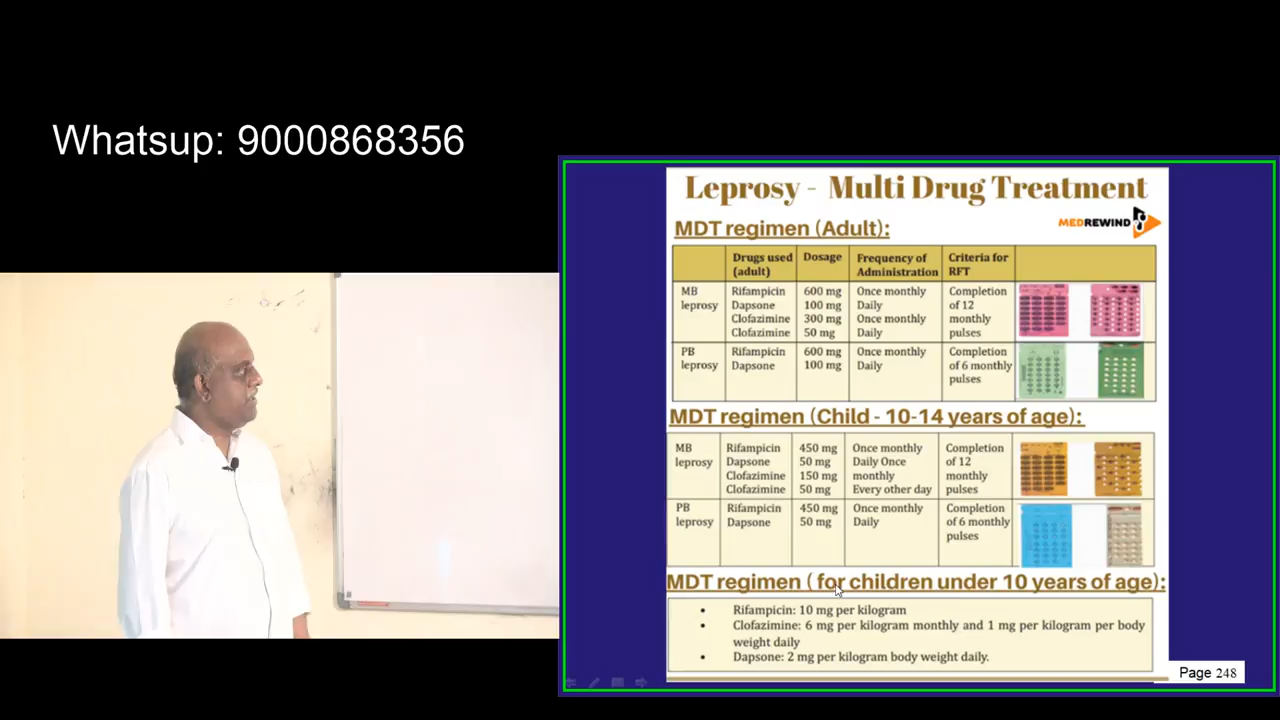 Whatsup: 9000868356
Leprosy - Multi Drug Treatment
MEDREWIND
MDT regimen (Adult):
Drugs used (adult) Dosage Frequency of Administration Criteria for RFT
MB leprosy Rifampicin 600 mg Once monthly Completion
Dapsone 100 mg Daily of 12
Clofazimine 300 mg Once monthly monthly
Clofazimine 50 mg Daily pulses
PB leprosy Rifampicin 600 mg Once monthly Completion
Dapsone 100 mg Daily of 6 monthly
pulses
MDT regimen (Child - 10-14 years of age):
MB leprosy Rifampicin 450 mg Once monthly Completion
Dapsone 50 mg Daily Once of 12
Clofazimine 150 mg monthly monthly
Clofazimine 50 mg Every other day pulses
PB leprosy Rifampicin 450 mg Once monthly Completion
Dapsone 50 mg Daily of 6 monthly
pulses
MDT regimen ( for children under 10 years of age):
• Rifampicin: 10 mg per kilogram
• Clofazimine: 6 mg per kilogram monthly and 1 mg per kilogram per body
weight daily
• Dapsone: 2 mg per kilogram body weight daily.
Page 248